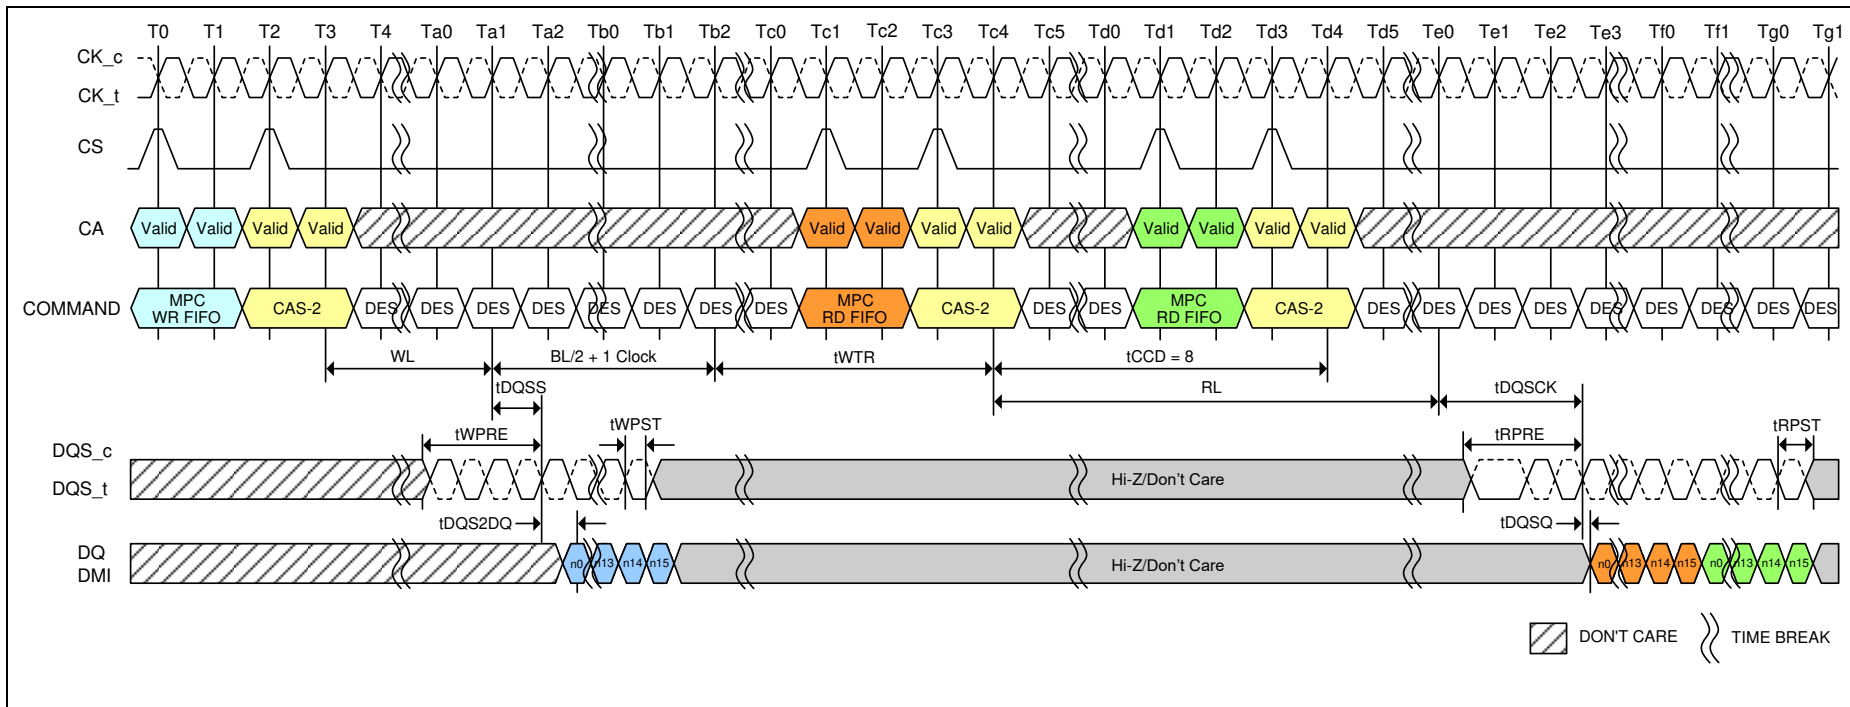 T0 T1 T2 T3 T4 Ta0 Ta1 Ta2 Tb0 Tb1 Tb2 Tc0 Tc1 Tc2 Tc3 Tc4 Tc5 Td0 Td1 Td2 Td3 Td4 Td5 Te0 Te1 Te2 Te3 Tf0 Tf1 Tg0 Tg1
CK_c
CK_t
CS
CA Valid Valid Valid Valid Valid Valid Valid Valid Valid Valid Valid Valid
COMMAND MPC WR FIFO CAS-2 DES DES DES DES DES DES DES DES MPC RD FIFO CAS-2 DES DES MPC RD FIFO CAS-2 DES DES DES DES DES DES DES DES DES
WL BL/2 + 1 Clock tWTR tCCD = 8
tDQSS RL tDQSCK
tWPRE tWPST tRPRE tRPST
DQS_c
DQS_t Hi-Z/Don't Care
tDQS2DQ tDQSQ
DQ
DMI n0 n13 n14 n15 Hi-Z/Don't Care n0 n13 n14 n15 n0 n13 n14 n15
DON'T CARE TIME BREAK